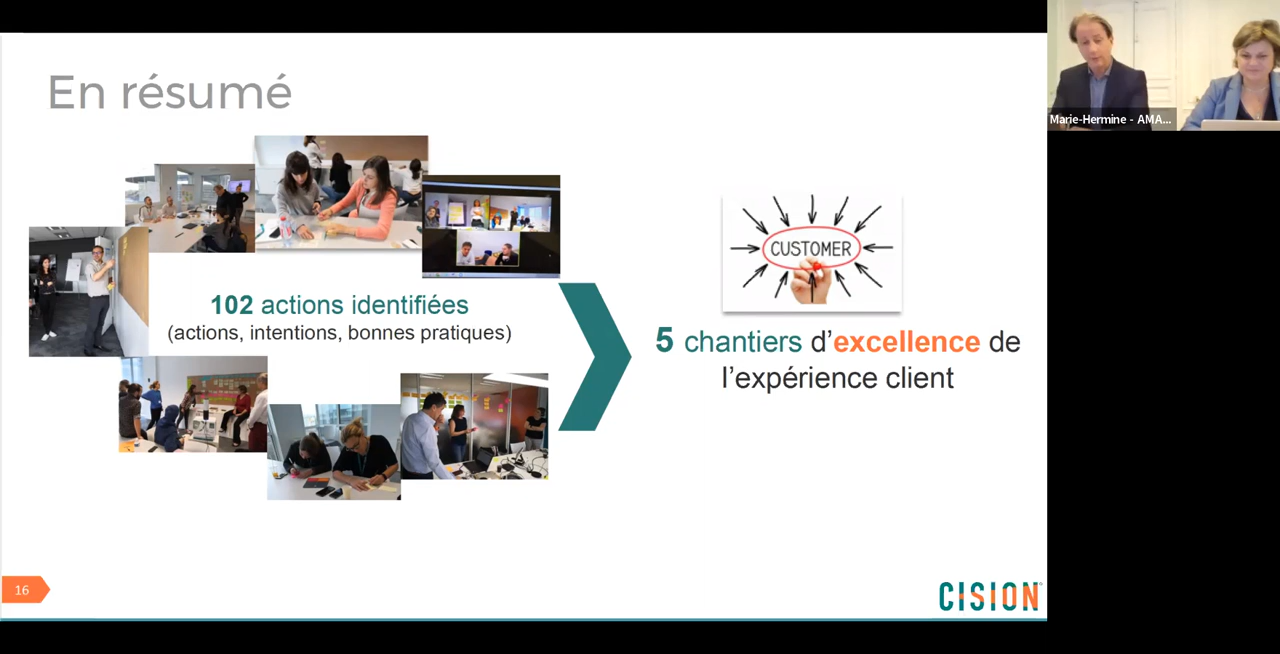 En résumé
Marie-Hermine - AMA...
102 actions identifiées
(actions, intentions, bonnes pratiques)
CUSTOMER
5 chantiers d’excellence de
l’expérience client
16
CISION